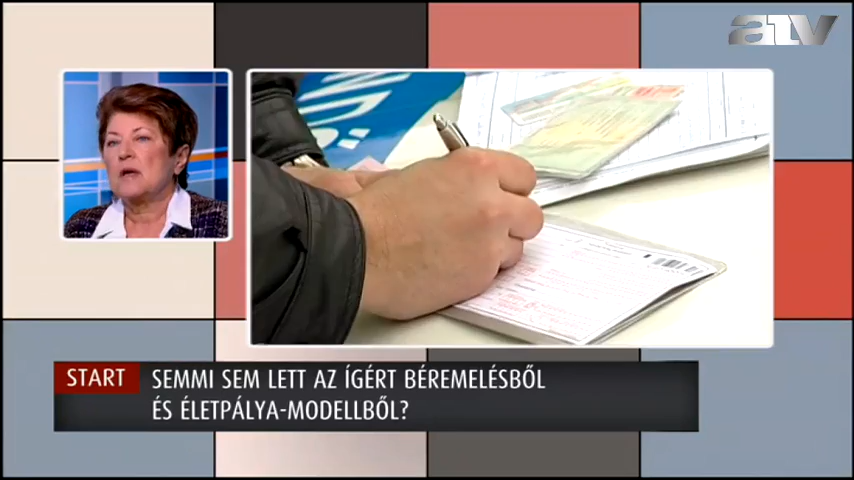 atv
START
SEMMI SEM LETT AZ ÍGÉRT BÉREMELÉSBŐL
ÉS ÉLETPÁLYA-MODELLBŐL?